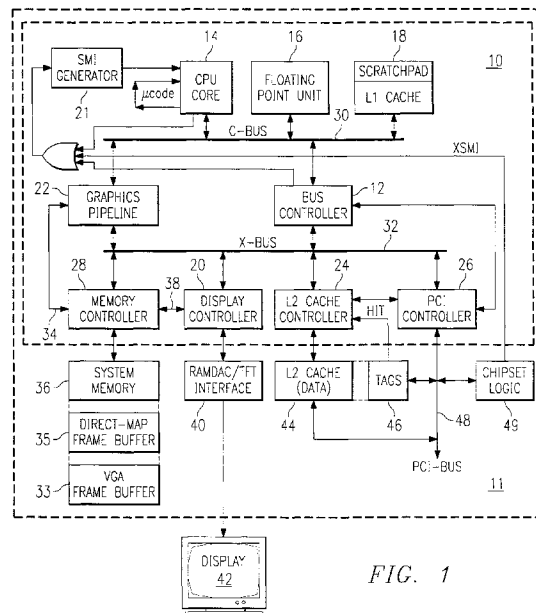 14
16
18
10
SMI
GENERATOR
21
CPU
CORE
μcode
FLOATING
POINT UNIT
SCRATCHPAD
L1 CACHE
C-BUS
30
XSMI
22
GRAPHICS
PIPELINE
12
BUS
CONTROLLER
X-BUS
32
28
20
24
26
34
MEMORY
CONTROLLER
38
DISPLAY
CONTROLLER
L2 CACHE
CONTROLLER
HIT
PCI
CONTROLLER
36
SYSTEM
MEMORY
RAMDAC/TFT
INTERFACE
40
L2 CACHE
(DATA)
44
TAGS
46
CHIPSET
LOGIC
49
48
35
DIRECT-MAP
FRAME BUFFER
PCI-BUS
33
VGA
FRAME BUFFER
11
DISPLAY
42
FIG. 1